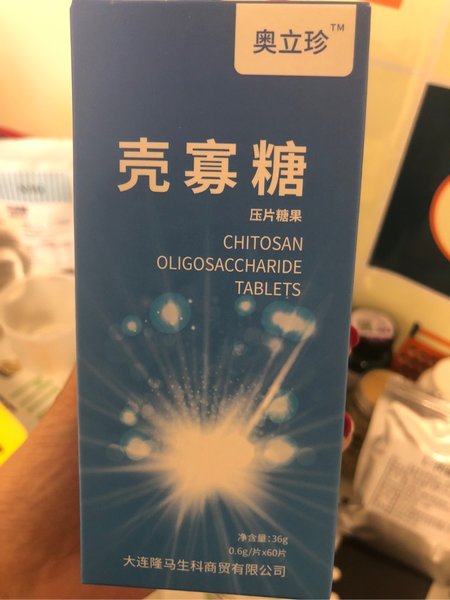 奥立珍™
壳寡糖
压片糖果
CHITOSAN
OLIGOSACCHARIDE
TABLETS
净含量:36g
0.6g/片x60片
大连隆马生科商贸有限公司